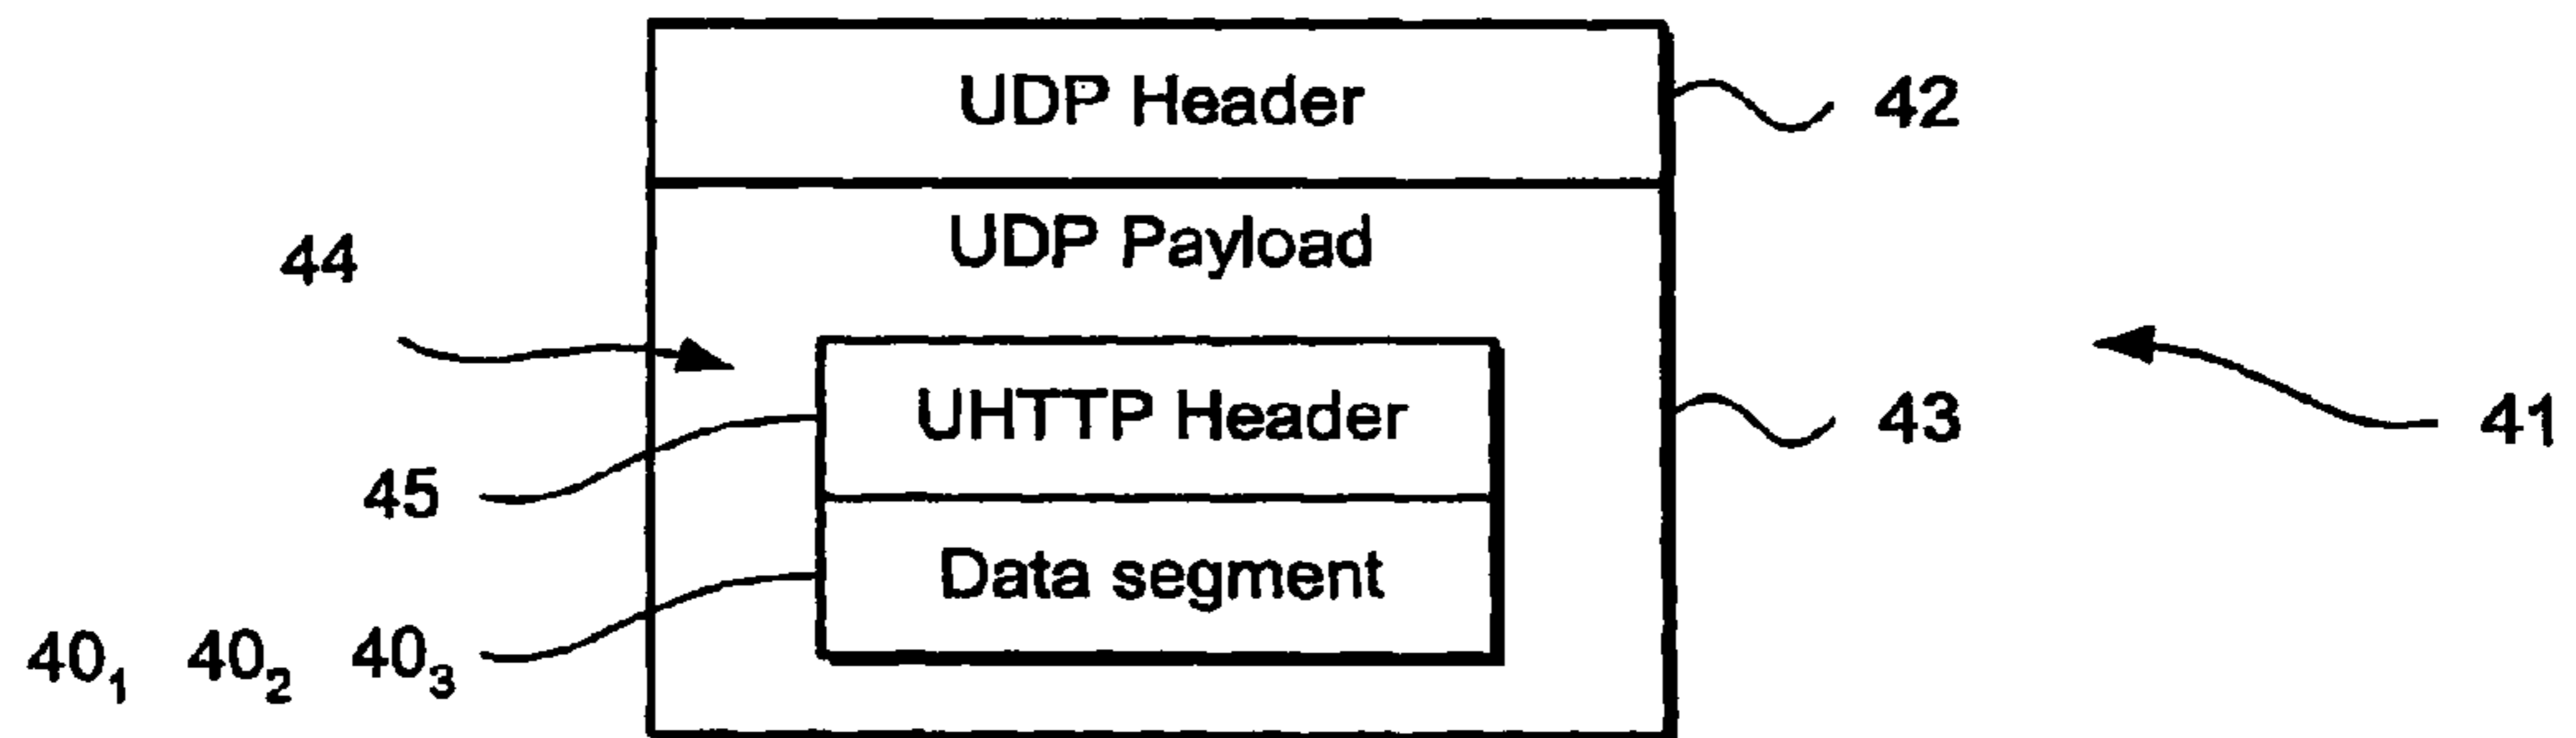 UDP Header 42
UDP Payload
44
UHTTP Header 43 41
45
Data segment
40₁ 40₂ 40₃